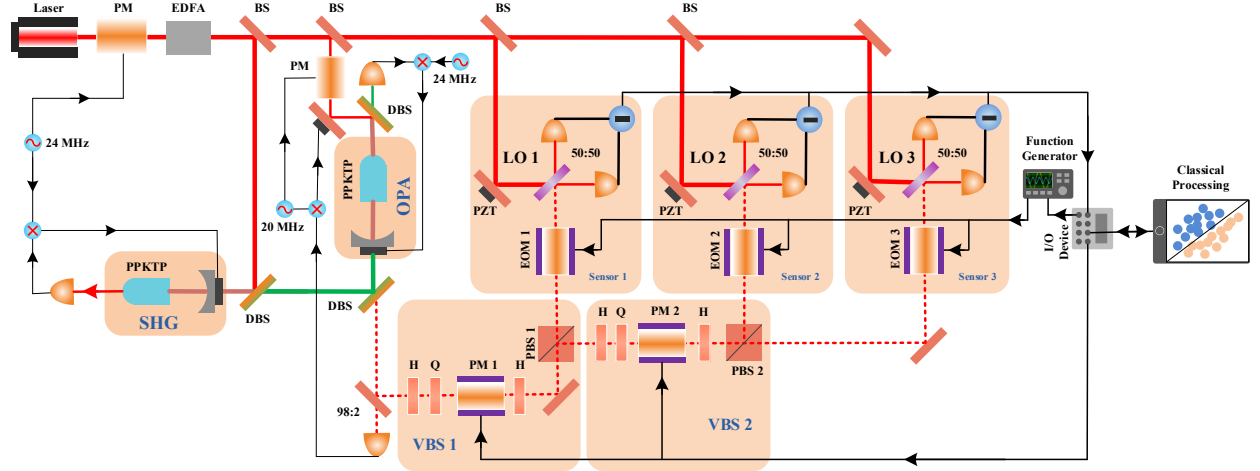 Laser
PM
EDFA
BS
BS
BS
BS
PM
24 MHz
DBS
24 MHz
20 MHz
PPKTP
OPA
PPKTP
SHG
DBS
DBS
LO 1
50:50
PZT
EOM 1
Sensor 1
LO 2
50:50
PZT
EOM 2
Sensor 2
LO 3
50:50
PZT
EOM 3
Sensor 3
Function
Generator
I/O
Device
Classical
Processing
98:2
H
Q
PM 1
H
PBS 1
VBS 1
H
Q
PM 2
H
PBS 2
VBS 2